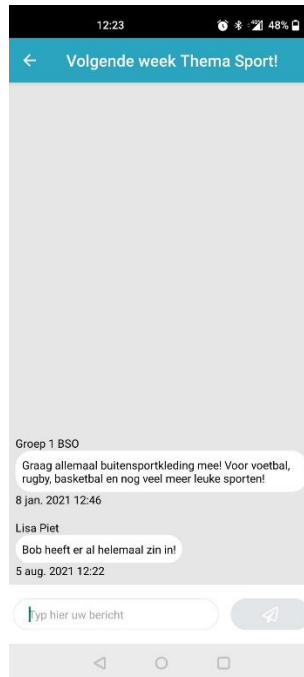 12:23
48%
Volgende week Thema Sport!
Groep 1 BSO
Graag allemaal buitensportkleding mee! Voor voetbal,
rugby, basketbal en nog veel meer leuke sporten!
8 jan. 2021 12:46
Lisa Piet
Bob heeft er al helemaal zin in!
5 aug. 2021 12:22
Typ hier uw bericht